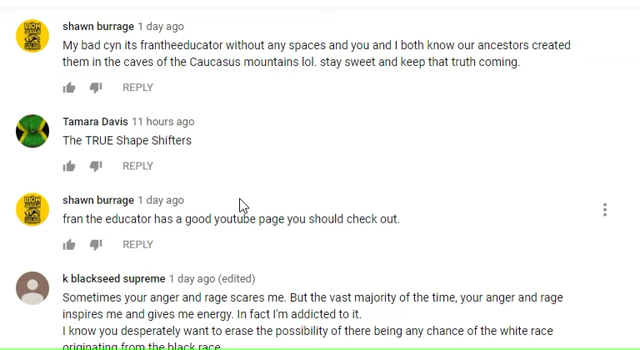 shawn burrage 1 day ago
My bad cyn its frantheeducator without any spaces and you and I both know our ancestors created
them in the caves of the Caucasus mountains lol. stay sweet and keep that truth coming.
REPLY
Tamara Davis 11 hours ago
The TRUE Shape Shifters
REPLY
shawn burrage 1 day ago
fran the educator has a good youtube page you should check out.
REPLY
k blackseed supreme 1 day ago (edited)
Sometimes your anger and rage scares me. But the vast majority of the time, your anger and rage
inspires me and gives me energy. In fact I'm addicted to it.
I know you desperately want to erase the possibility of there being any chance of the white race
originating from the black race